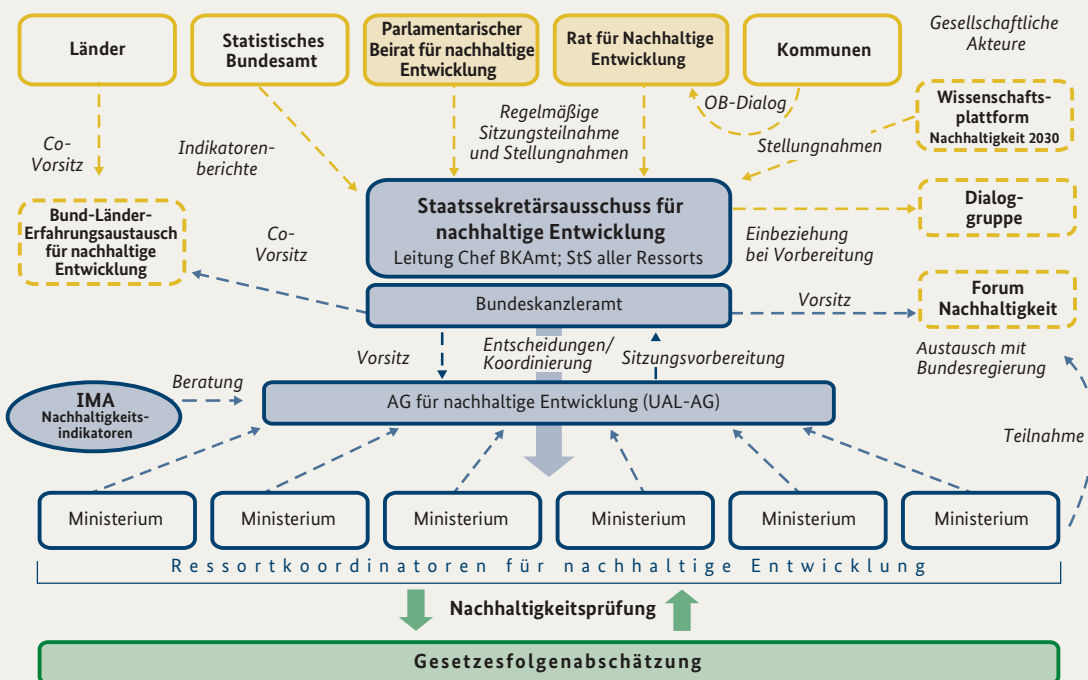 Länder
Statistisches
Bundesamt
Parlamentarischer
Beirat für nachhaltige
Entwicklung
Rat für Nachhaltige
Entwicklung
Kommunen
Gesellschaftliche
Akteure
Co-
Vorsitz
Indikatoren-
berichte
Regelmäßige
Sitzungsteilnahme
und Stellungnahmen
OB-Dialog
Stellungnahmen
Wissenschafts-
plattform
Nachhaltigkeit 2030
Bund-Länder-
Erfahrungsaustausch
für nachhaltige
Entwicklung
Co-
Vorsitz
Staatssekretärsausschuss für
nachhaltige Entwicklung
Leitung Chef BKAmt; StS aller Ressorts
Einbeziehung
bei Vorbereitung
Dialog-
gruppe
Bundeskanzleramt
Vorsitz
Forum
Nachhaltigkeit
Vorsitz
Entscheidungen/
Koordinierung
Sitzungsvorbereitung
Austausch mit
Bundesregierung
IMA
Nachhaltigkeits-
indikatoren
Beratung
AG für nachhaltige Entwicklung (UAL-AG)
Teilnahme
Ministerium
Ministerium
Ministerium
Ministerium
Ministerium
Ministerium
Ressortkoordinatoren für nachhaltige Entwicklung
Nachhaltigkeitsprüfung
Gesetzesfolgenabschätzung